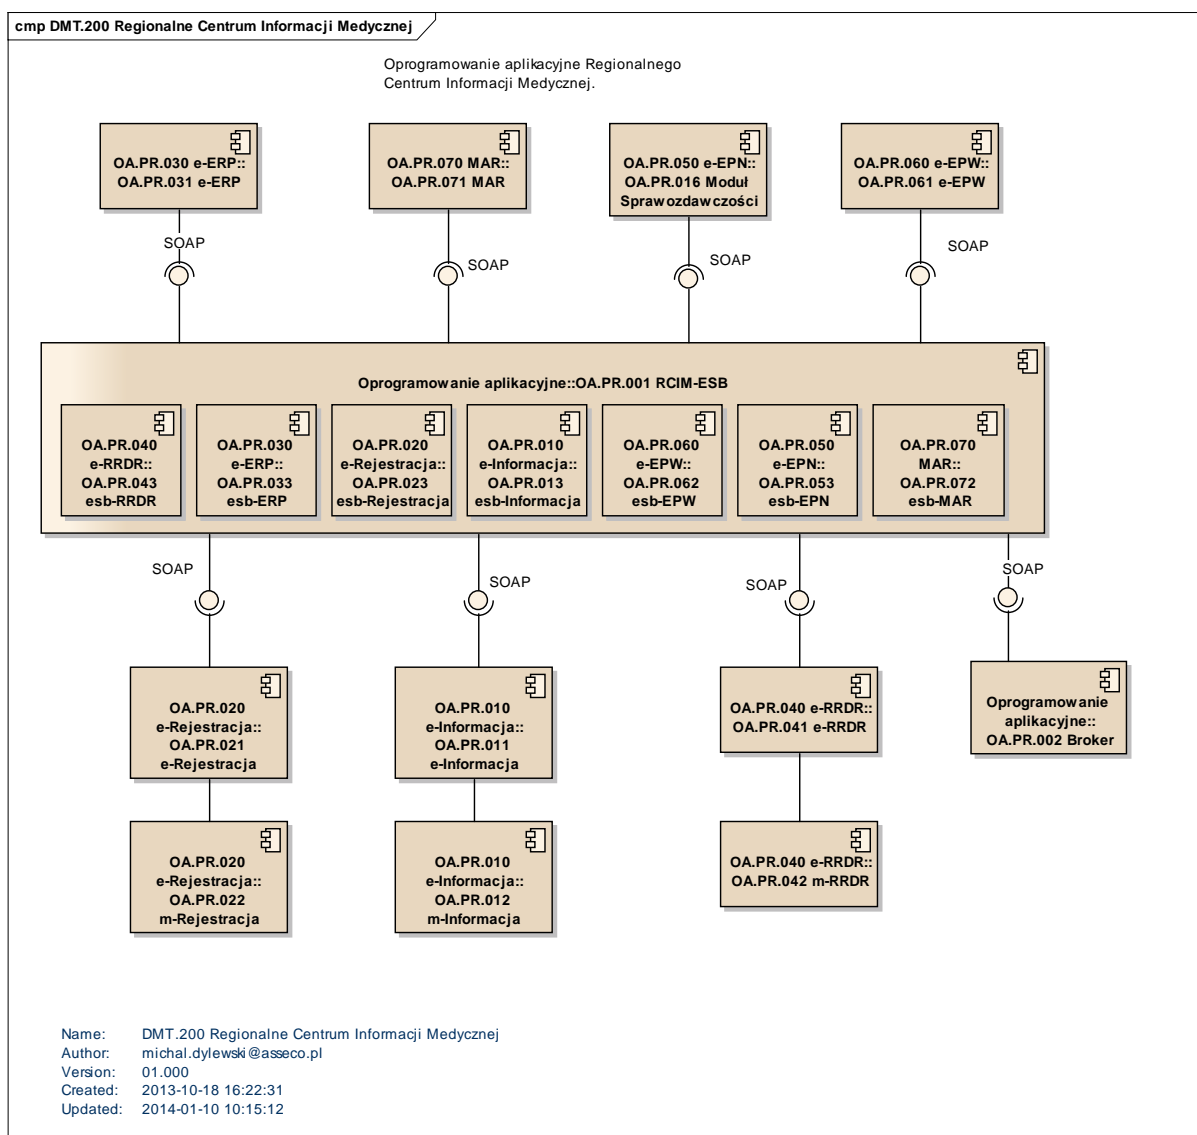 cmp DMT.200 Regionalne Centrum Informacji Medycznej
Oprogramowanie aplikacyjne Regionalnego
Centrum Informacji Medycznej.
OA.PR.030 e-ERP::
OA.PR.031 e-ERP
OA.PR.070 MAR::
OA.PR.071 MAR
OA.PR.050 e-EPN::
OA.PR.016 Moduł
Sprawozdawczości
OA.PR.060 e-EPW::
OA.PR.061 e-EPW
SOAP
SOAP
SOAP
SOAP
Oprogramowanie aplikacyjne::OA.PR.001 RCIM-ESB
OA.PR.040
e-RRDR::
OA.PR.043
esb-RRDR
OA.PR.030
e-ERP::
OA.PR.033
esb-ERP
OA.PR.020
e-Rejestracja::
OA.PR.023
esb-Rejestracja
OA.PR.010
e-Informacja::
OA.PR.013
esb-Informacja
OA.PR.060
e-EPW::
OA.PR.062
esb-EPW
OA.PR.050
e-EPN::
OA.PR.053
esb-EPN
OA.PR.070
MAR::
OA.PR.072
esb-MAR
SOAP
SOAP
SOAP
SOAP
OA.PR.020
e-Rejestracja::
OA.PR.021
e-Rejestracja
OA.PR.010
e-Informacja::
OA.PR.011
e-Informacja
OA.PR.040 e-RRDR::
OA.PR.041 e-RRDR
Oprogramowanie
aplikacyjne::
OA.PR.002 Broker
OA.PR.020
e-Rejestracja::
OA.PR.022
m-Rejestracja
OA.PR.010
e-Informacja::
OA.PR.012
m-Informacja
OA.PR.040 e-RRDR::
OA.PR.042 m-RRDR
Name: DMT.200 Regionalne Centrum Informacji Medycznej
Author: michal.dylewski@asseco.pl
Version: 01.000
Created: 2013-10-18 16:22:31
Updated: 2014-01-10 10:15:12